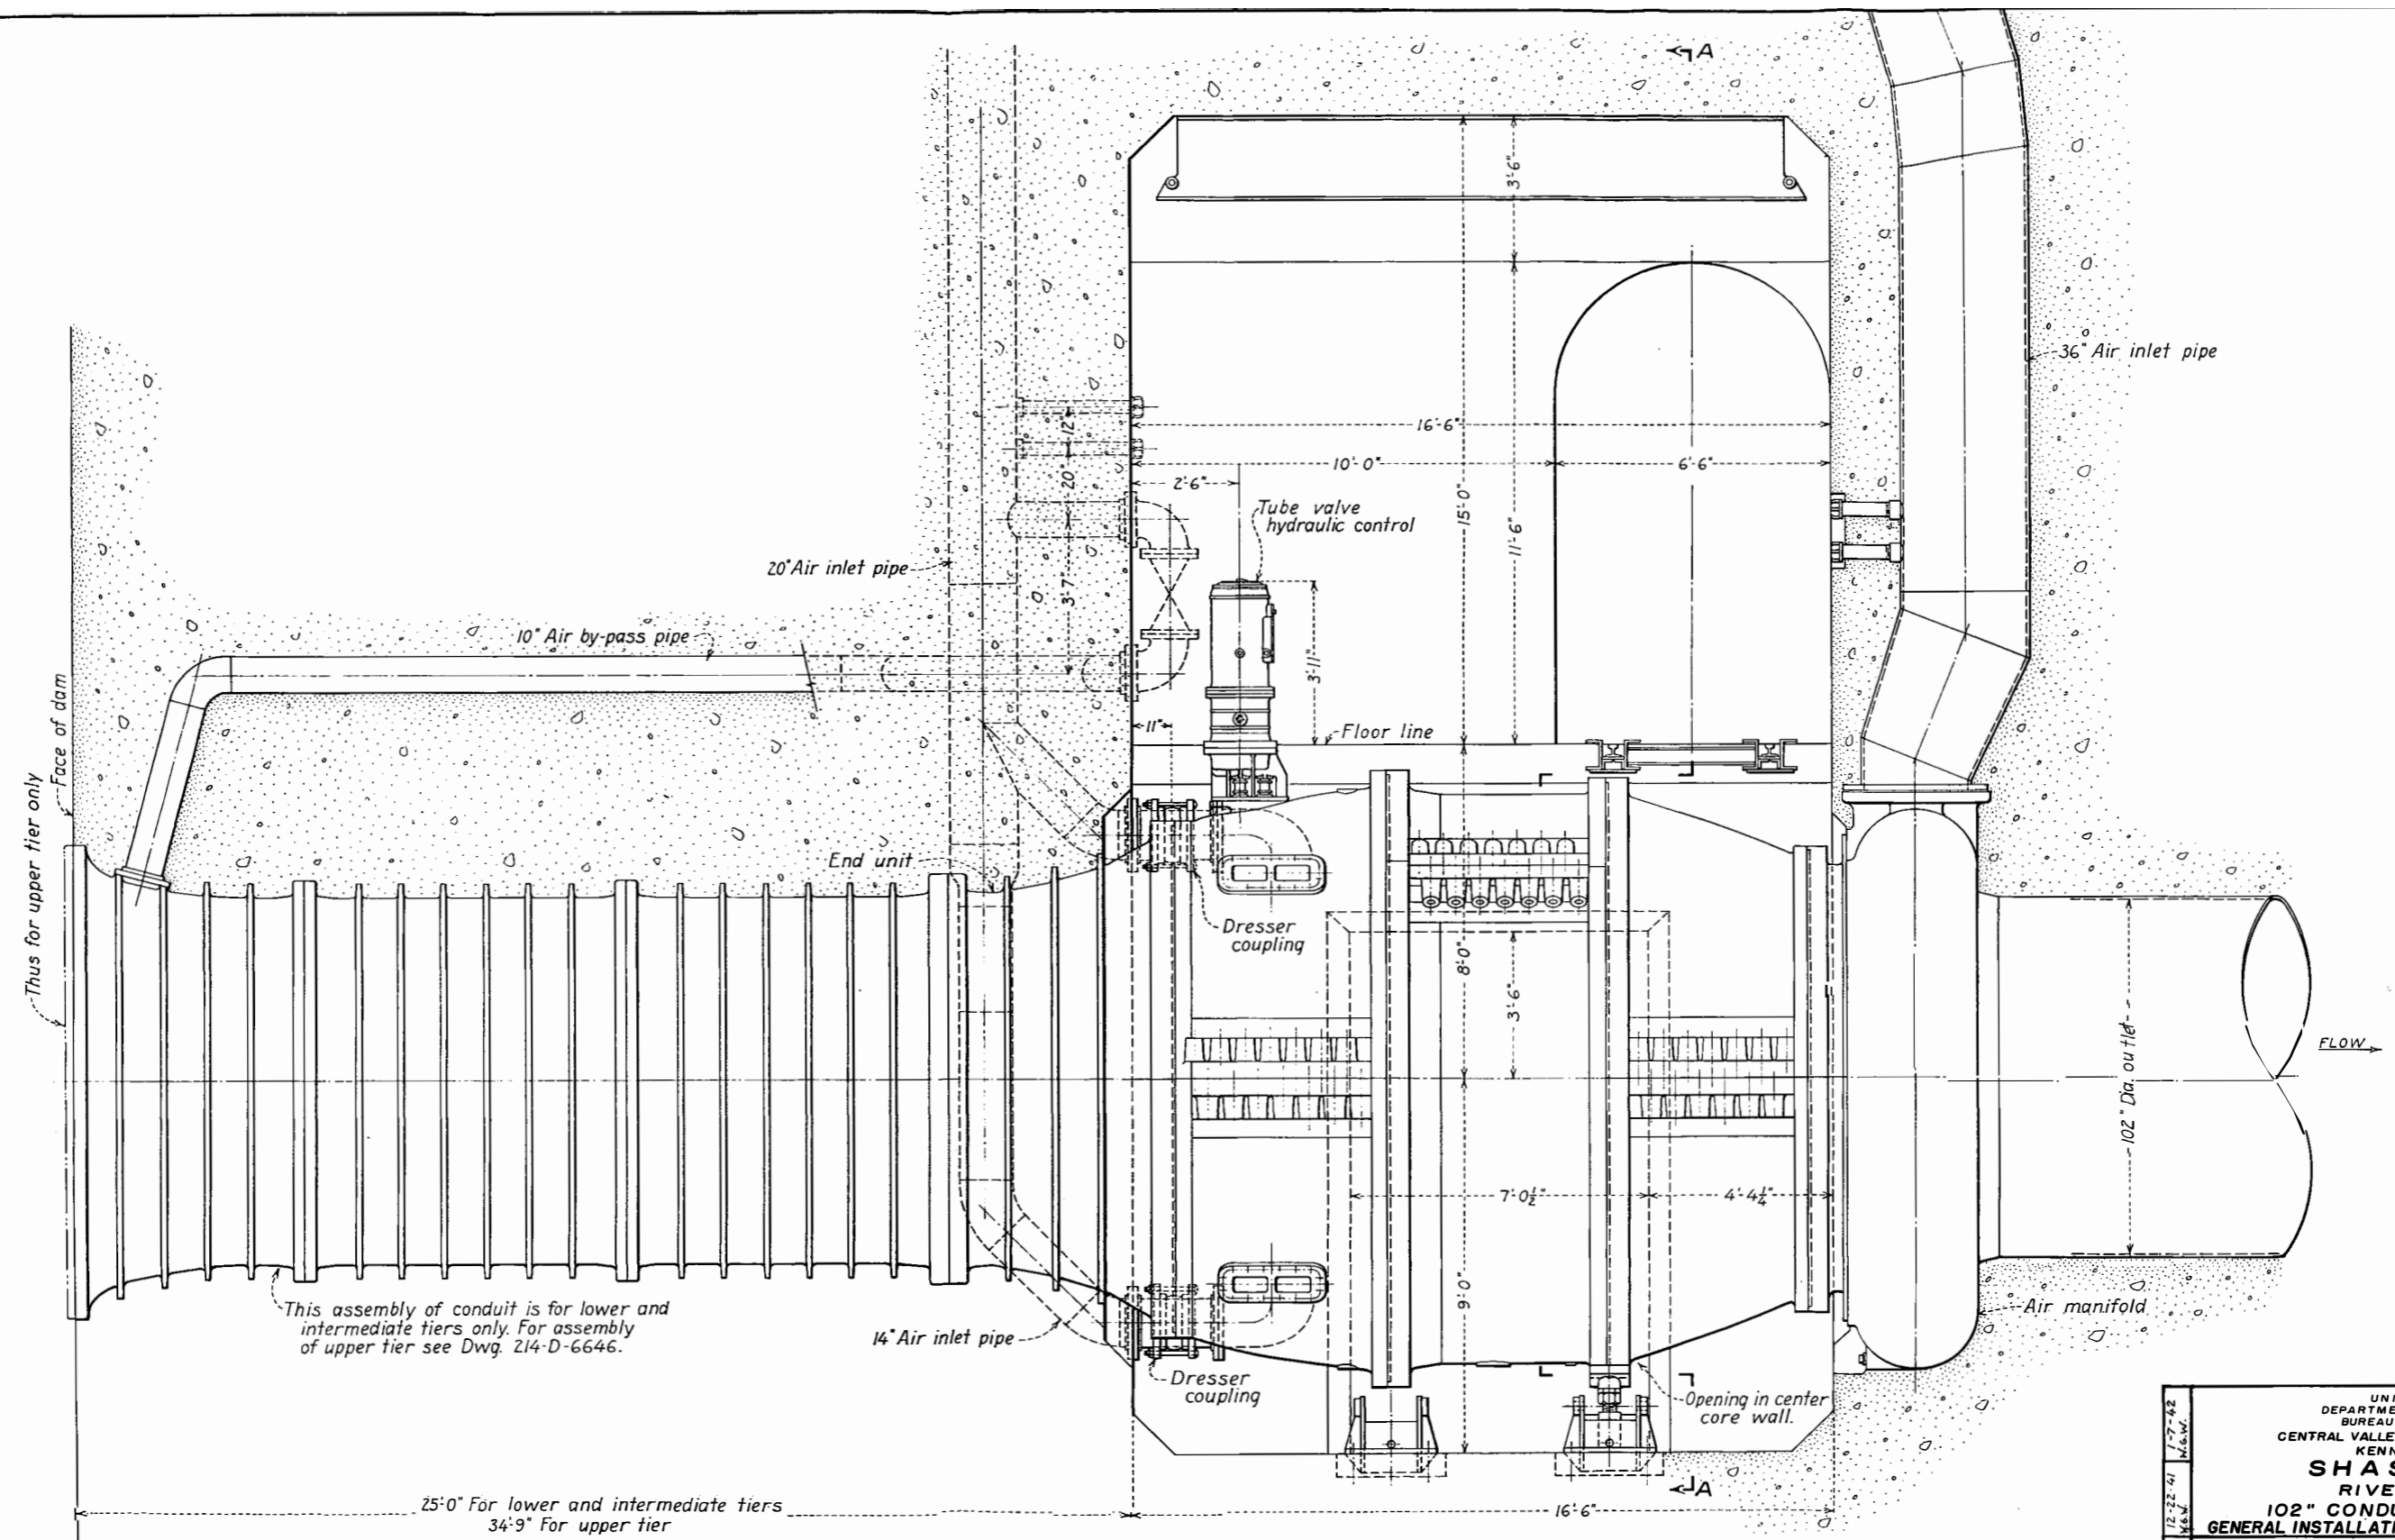 A
3'-6"
36" Air inlet pipe
12"
16'-6"
20"
10'-0"
6'-6"
2'-6"
15'-0"
11'-6"
Tube valve
hydraulic control
20" Air inlet pipe
3'-7"
10" Air by-pass pipe
3'-11"
11"
Floor line
Face of dam
Thus for upper tier only
End unit
Dresser
coupling
8'-0"
3'-6"
102" Dia. outlet
FLOW
7'-0½"
4'-4¼"
9'-0"
This assembly of conduit is for lower and
intermediate tiers only. For assembly
of upper tier see Dwg. 214-D-6646.
14" Air inlet pipe
Air manifold
Dresser
coupling
Opening in center
core wall.
A
25'-0" For lower and intermediate tiers
34'-9" For upper tier
16'-6"
1-7-42
W.G.W.
12-22-41
UNI
DEPARTME
BUREAU
CENTRAL VALLE
KENN
SHAS
RIVE
102" CONDU
GENERAL INSTALLATI